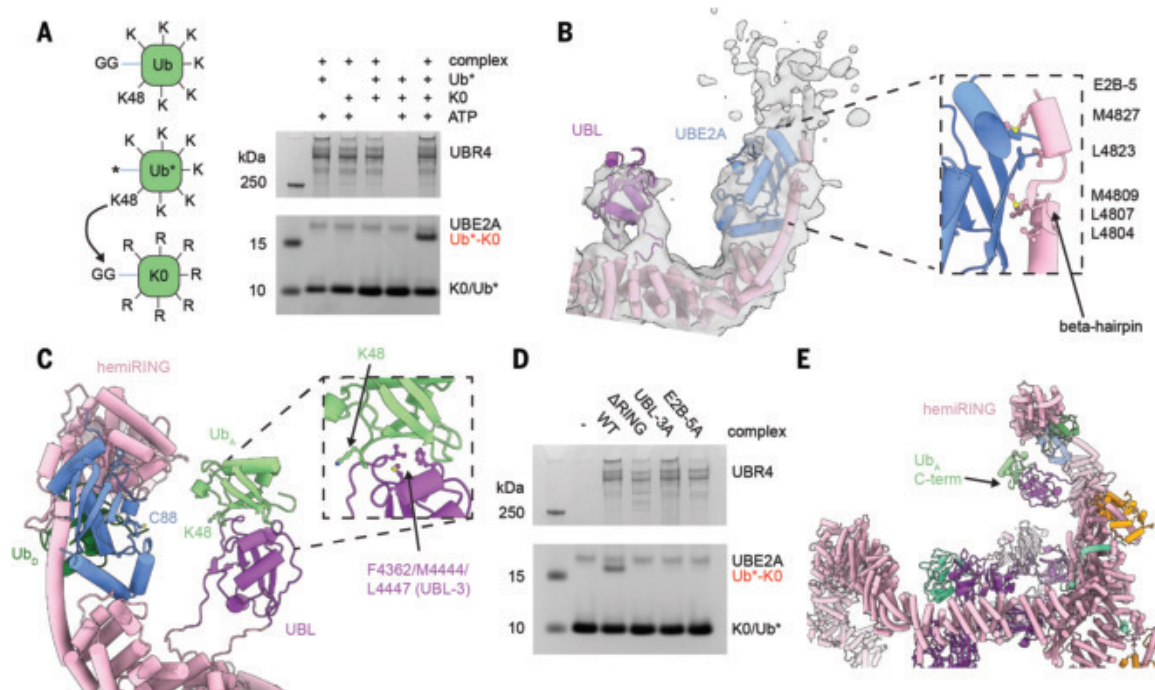 A
K
K
K
GG
Ub
K
K48
K
K
K
K
K
*
Ub*
K
K48
K
K
R
R
R
GG
K0
R
R
R
R
+ + + + complex
+ + + + Ub*
+ + + + K0
+ + + + ATP
kDa
250
UBR4
15
10
UBE2A
Ub*-K0
K0/Ub*
B
UBL
UBE2A
E2B-5
M4827
L4823
M4809
L4807
L4804
beta-hairpin
C
hemiRING
UbA
C88
K48
UbD
UBL
K48
F4362/M4444/
L4447 (UBL-3)
D
- WT ΔRING UBL-3A E2B-5A
complex
kDa
250
UBR4
15
10
UBE2A
Ub*-K0
K0/Ub*
E
hemiRING
UbA
C-term